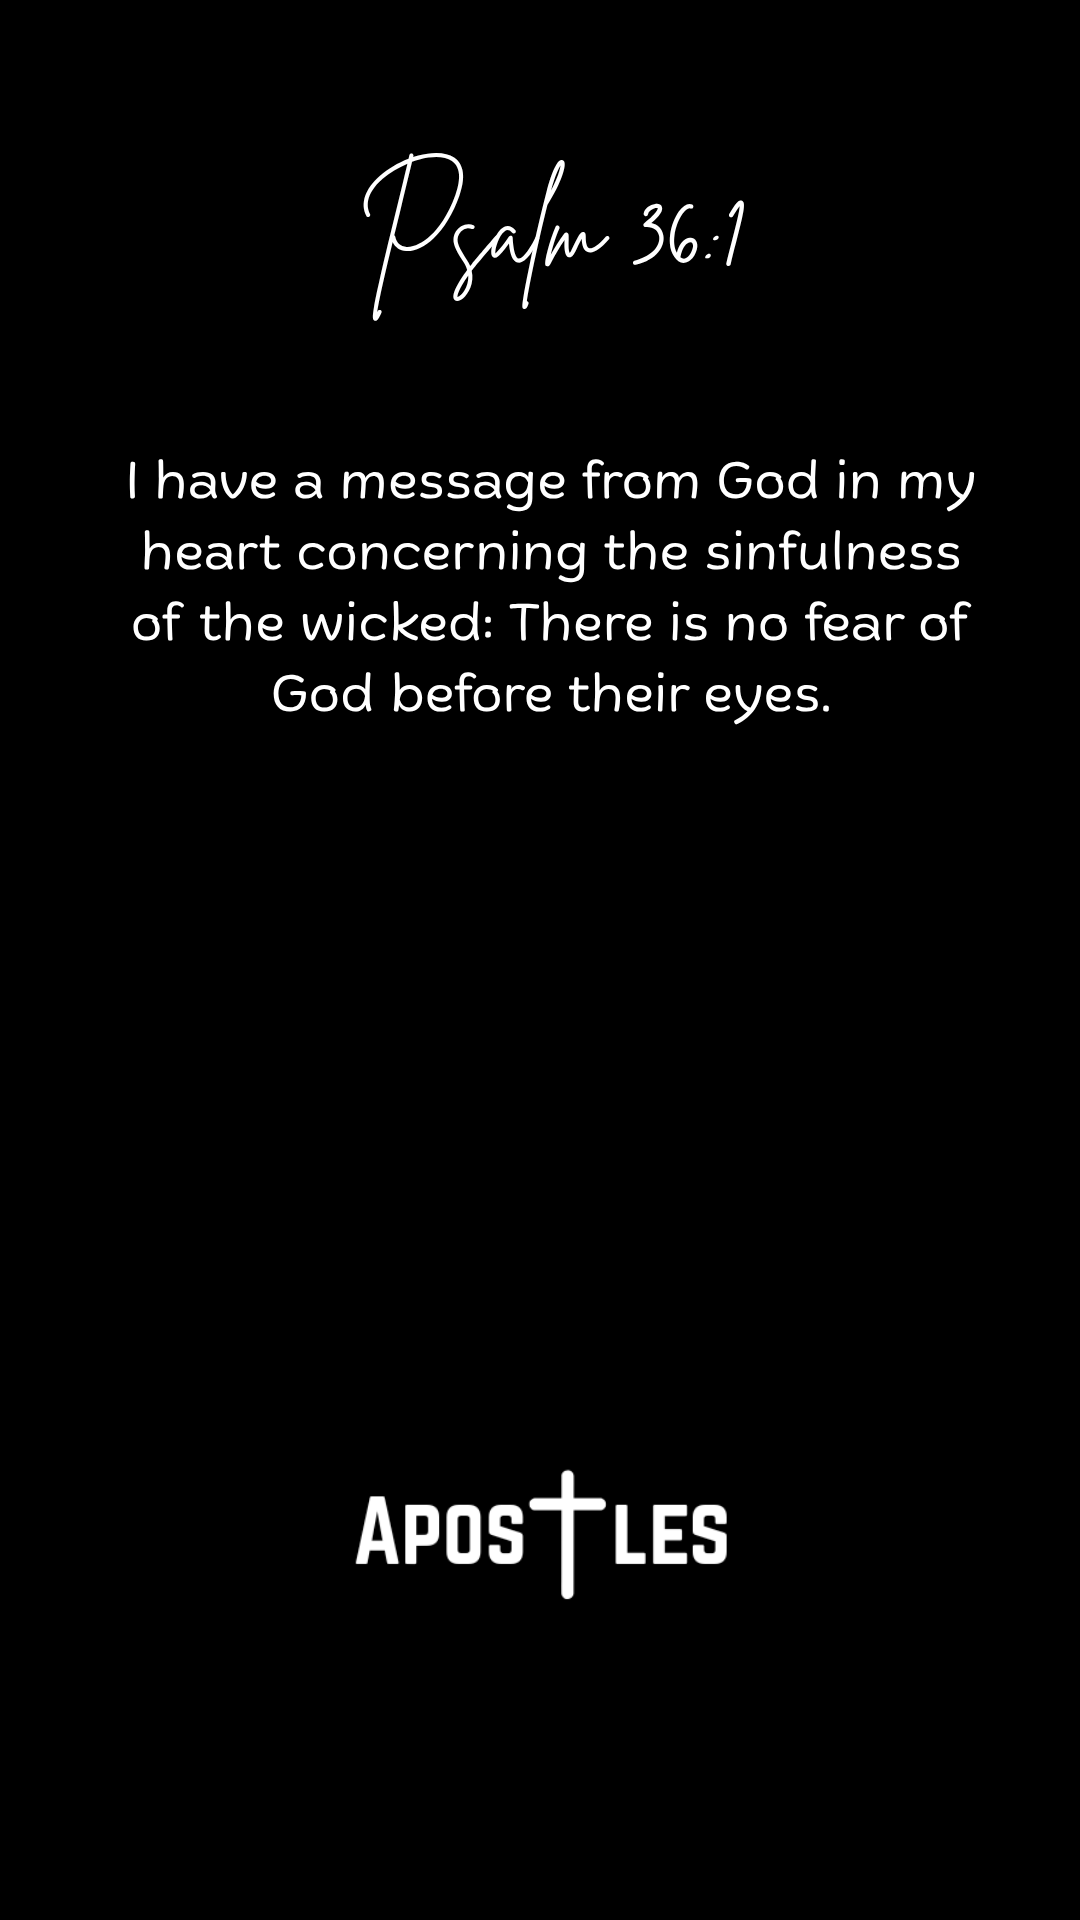 Psalm 36:1
I have a message from God in my
heart concerning the sinfulness
of the wicked: There is no fear of
God before their eyes.
APOSTLES